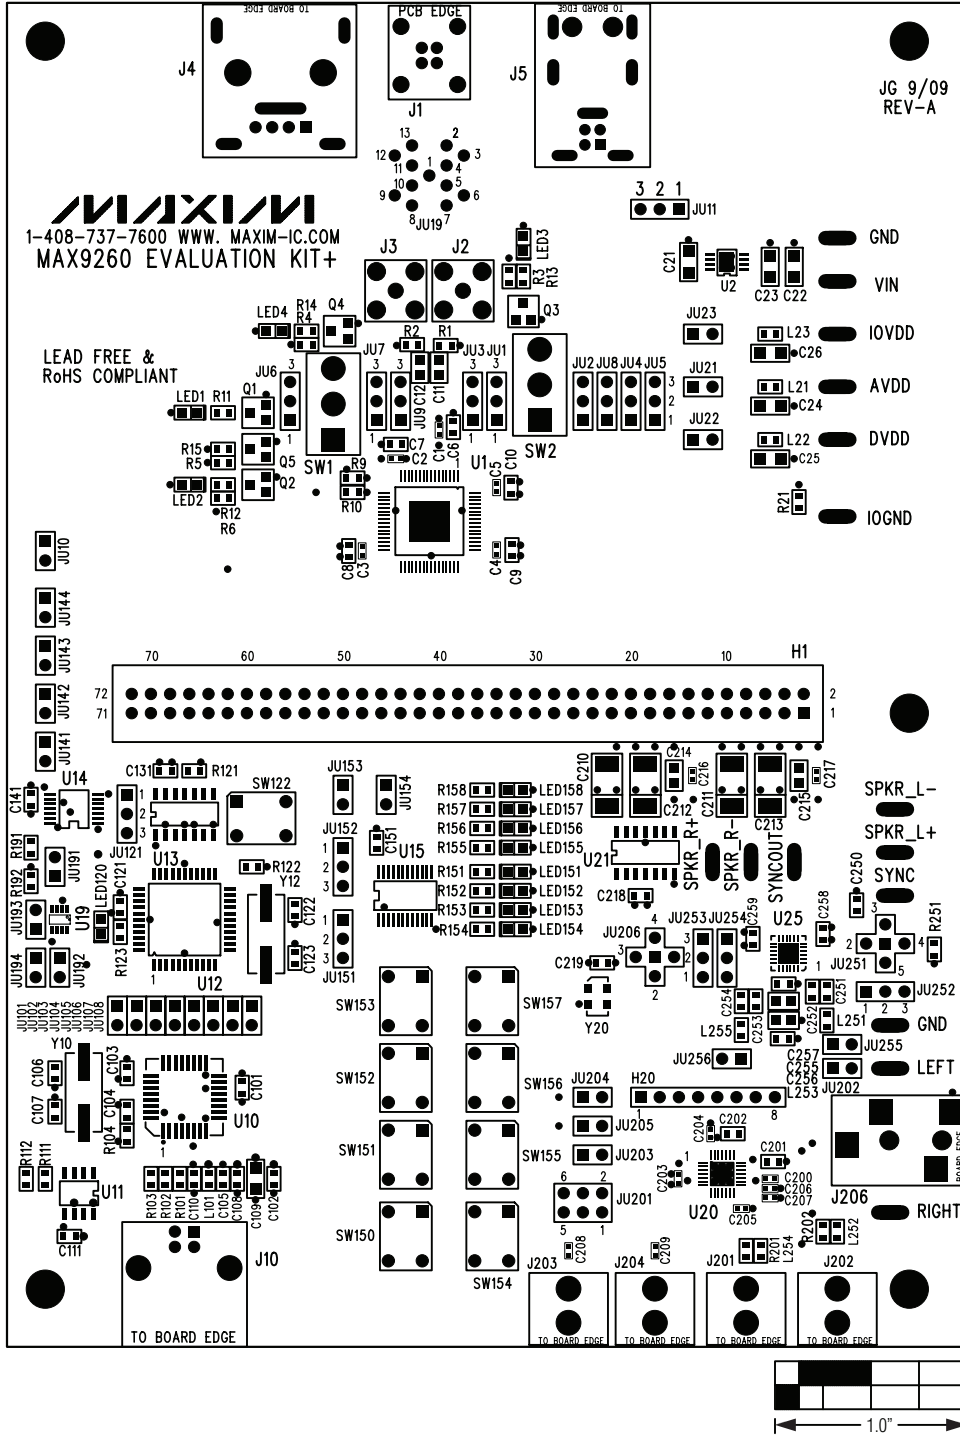 TO BOARD EDGE
PCB EDGE
TO BOARD EDGE
J4
J1
J5
JG 9/09
REV-A
13 2
12 3
11 1 4
10 5
9 6
8 JU19 7
3 2 1
JU11
MAXIM
1-408-737-7600 WWW. MAXIM-IC.COM
MAX9260 EVALUATION KIT+
J3 J2
LED3
R3
R13
C21
U2
C23 C22
GND
VIN
LED4
R14
R4
Q4
Q3
R2 R1
JU23
L23
C26
IOVDD
LEAD FREE &
RoHS COMPLIANT
JU6
3
1
JU7
3 3
1
JU9
C12
C11
JU3 JU1
3 3
1 1
JU2 JU8 JU4 JU5
3
2
1
JU21
L21
C24
AVDD
LED1 R11 Q1
SW1
SW2
C1
C6
C7
C2
JU22
L22
C25
DVDD
R15
R5
Q5
LED2
R12
R6
Q2
R9
R10
U1
1
C5
C10
R21
IOGND
C8 C3
C4
C9
JU10
JU144
JU143
JU142
JU141
70 60 50 40 30 20 10 H1
72 2
71 1
U14
C141
C131 R121
SW122
JU153
JU154
R158 LED158
R157 LED157
R156 LED156
R155 LED155
R151 LED151
R152 LED152
R153 LED153
R154 LED154
C210
C214
C216
C212
C211
C213
C215
C217
SPKR_L-
SPKR_L+
SYNC
SPKR_R+
SPKR_R-
SYNCOUT
U21
C218
1
2
3
JU121
U13
JU152
1
2
3
C151
U15
R191
R192
JU191
LED120
C121
R122
Y12
JU193
U19
R123
C122
C123
1
2
3
JU151
JU194
JU192
1
U12
C250
C259
C258
U25
1
R251
3
2 4
1 5
JU251
JU206
4
3 1
2
JU253 JU254
3
2
1
C219
Y20
C254
C253
L255
C252
C251
L251
JU252
1 2 3
GND
JU101
JU102
JU103
JU104
JU105
JU106
JU107
JU108
SW153
SW157
JU256
JU255
C257
C255
C256
L253
JU202
LEFT
Y10
C106
C107
C103
C104
R104
C101
U10
1
SW152
SW156
JU204
H20
1 8
JU205
C204
C202
R112
R111
U11
C111
SW151
SW155
JU203
C201
C203
1
C200
C206
C207
U20
C205
J206
BOARD EDGE
RIGHT
R103
R102
R101
C110
L101
C105
C108
C109
C102
SW150
SW154
6 2
JU201
5 1
C208
C209
R201
L254
R202
L252
J10
TO BOARD EDGE
J203 J204 J201 J202
TO BOARD EDGE
TO BOARD EDGE
TO BOARD EDGE
TO BOARD EDGE
1.0"